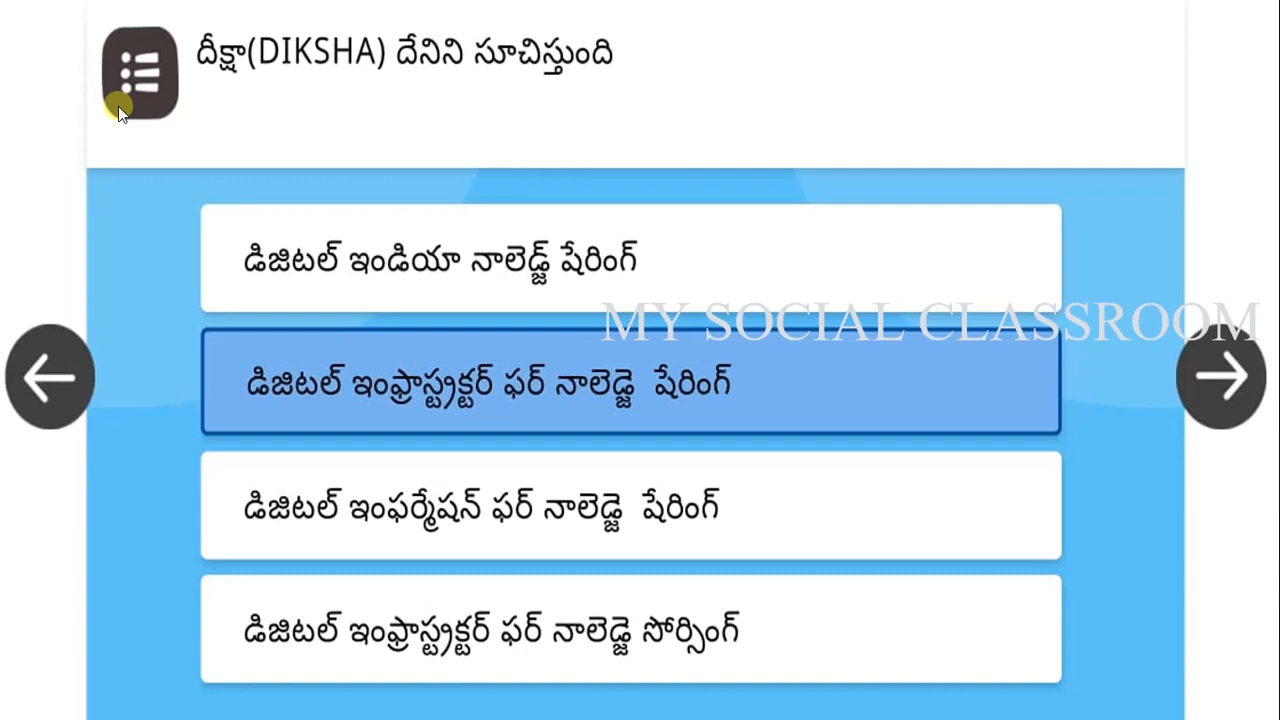 దీక్షా(DIKSHA) దేనిని సూచిస్తుంది
డిజిటల్ ఇండియా నాలెడ్జ్ షేరింగ్
MY SOCIAL CLASSROOM
డిజిటల్ ఇంఫ్రాస్ట్రక్టర్ ఫర్ నాలెడ్జె షేరింగ్
డిజిటల్ ఇంఫర్మేషన్ ఫర్ నాలెడ్జె షేరింగ్
డిజిటల్ ఇంఫ్రాస్ట్రక్టర్ ఫర్ నాలెడ్జె సోర్సింగ్